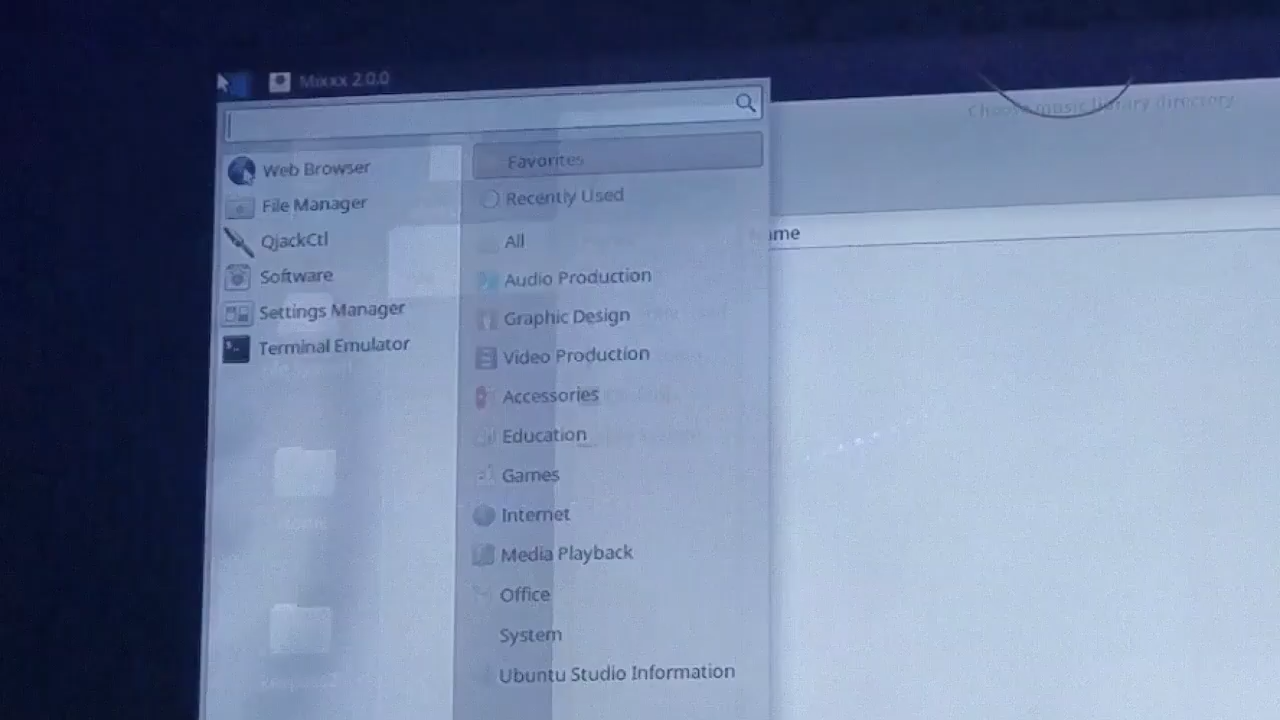 Mixxx 2.0.0
Choose music library directory
Web Browser
File Manager
QjackCtl
Software
Settings Manager
Terminal Emulator
Favorites
Recently Used
All
Audio Production
Graphic Design
Video Production
Accessories
Education
Games
Internet
Media Playback
Office
System
Ubuntu Studio Information
ame
Home